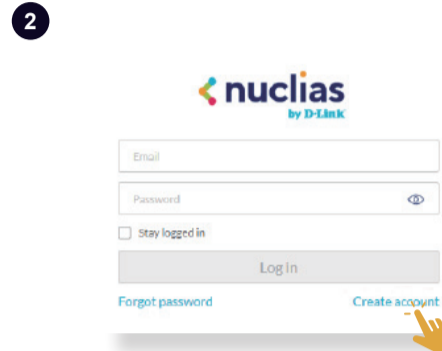 2
nuclias
by D-Link
Email
Password
Stay logged in
Log In
Forgot password
Create account